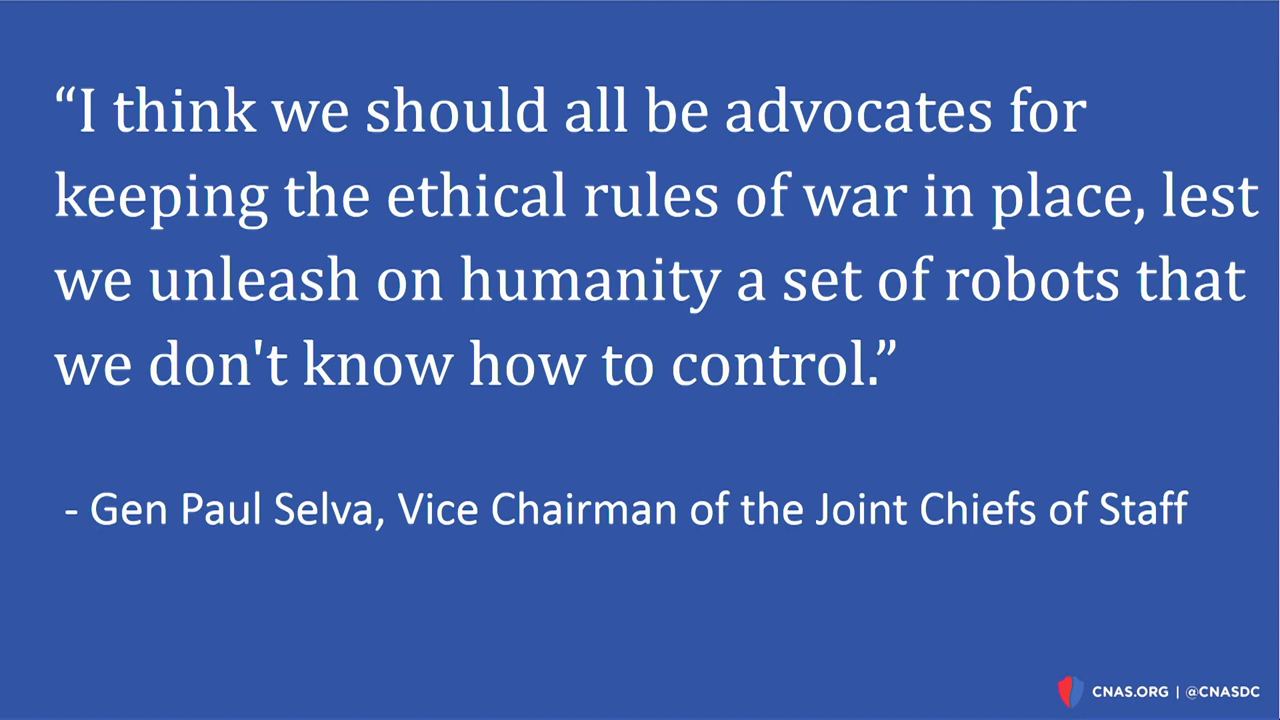 “I think we should all be advocates for
keeping the ethical rules of war in place, lest
we unleash on humanity a set of robots that
we don't know how to control.”
- Gen Paul Selva, Vice Chairman of the Joint Chiefs of Staff
CNAS.ORG | @CNASDC